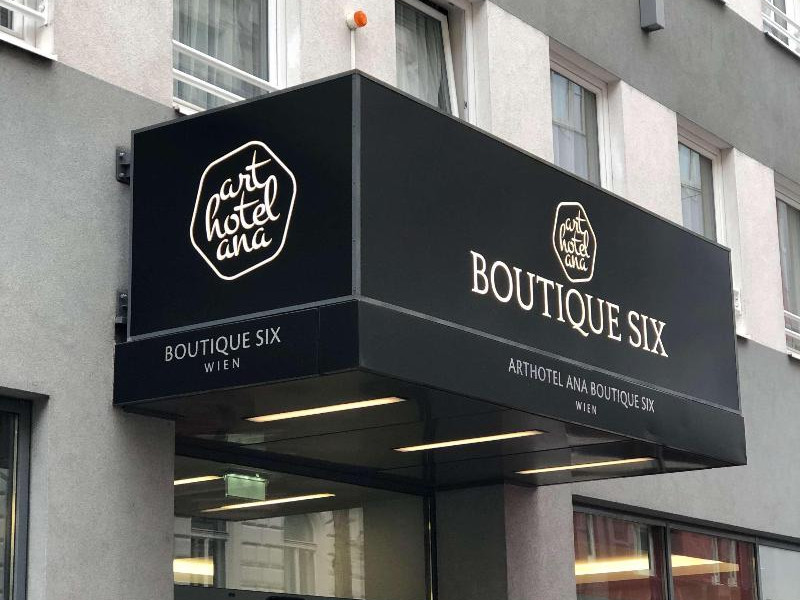 art
hotel
ana
BOUTIQUE SIX
WIEN
art
hotel
ana
BOUTIQUE SIX
ARTHOTEL ANA BOUTIQUE SIX
WIEN